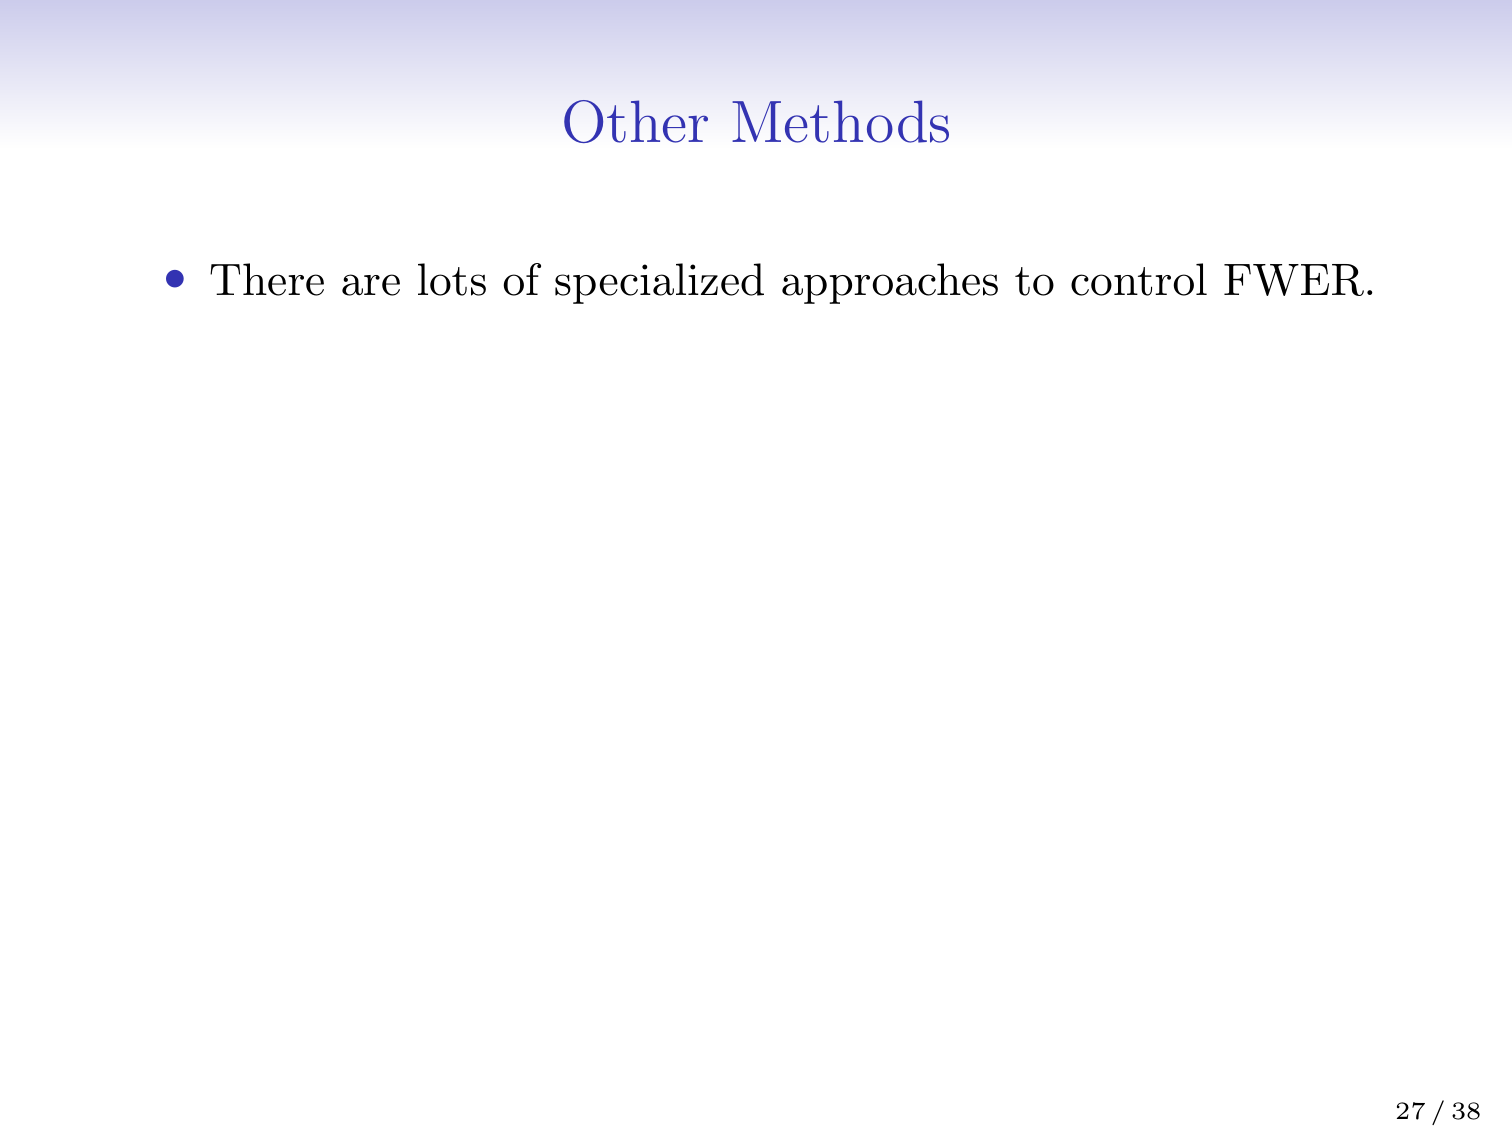 Other Methods
• There are lots of specialized approaches to control FWER.
27 / 38